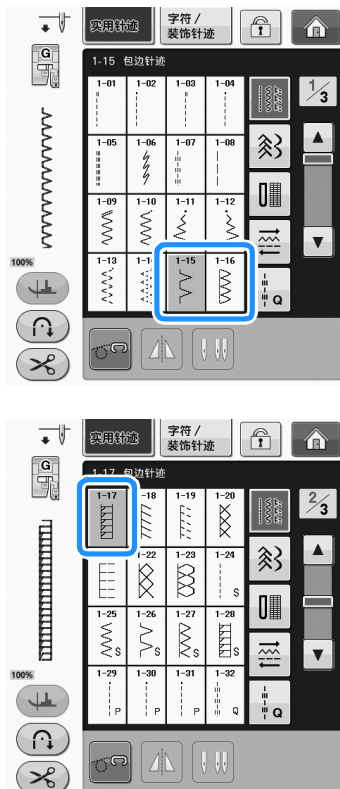 实用针迹
字符 /
装饰针迹
G
1-15 包边针迹
1/3
1-01 1-02 1-03 1-04
1-05 1-06 1-07 1-08
1-09 1-10 1-11 1-12
1-13 1-15 1-16
100%
Q
实用针迹
字符 /
装饰针迹
G
1-17 包边针迹
2/3
1-17 -18 1-19 1-20
-22 1-23 1-24
S
1-25 1-26 1-27 1-28
S S S S
1-29 1-30 1-31 1-32
P P P Q
100%
Q